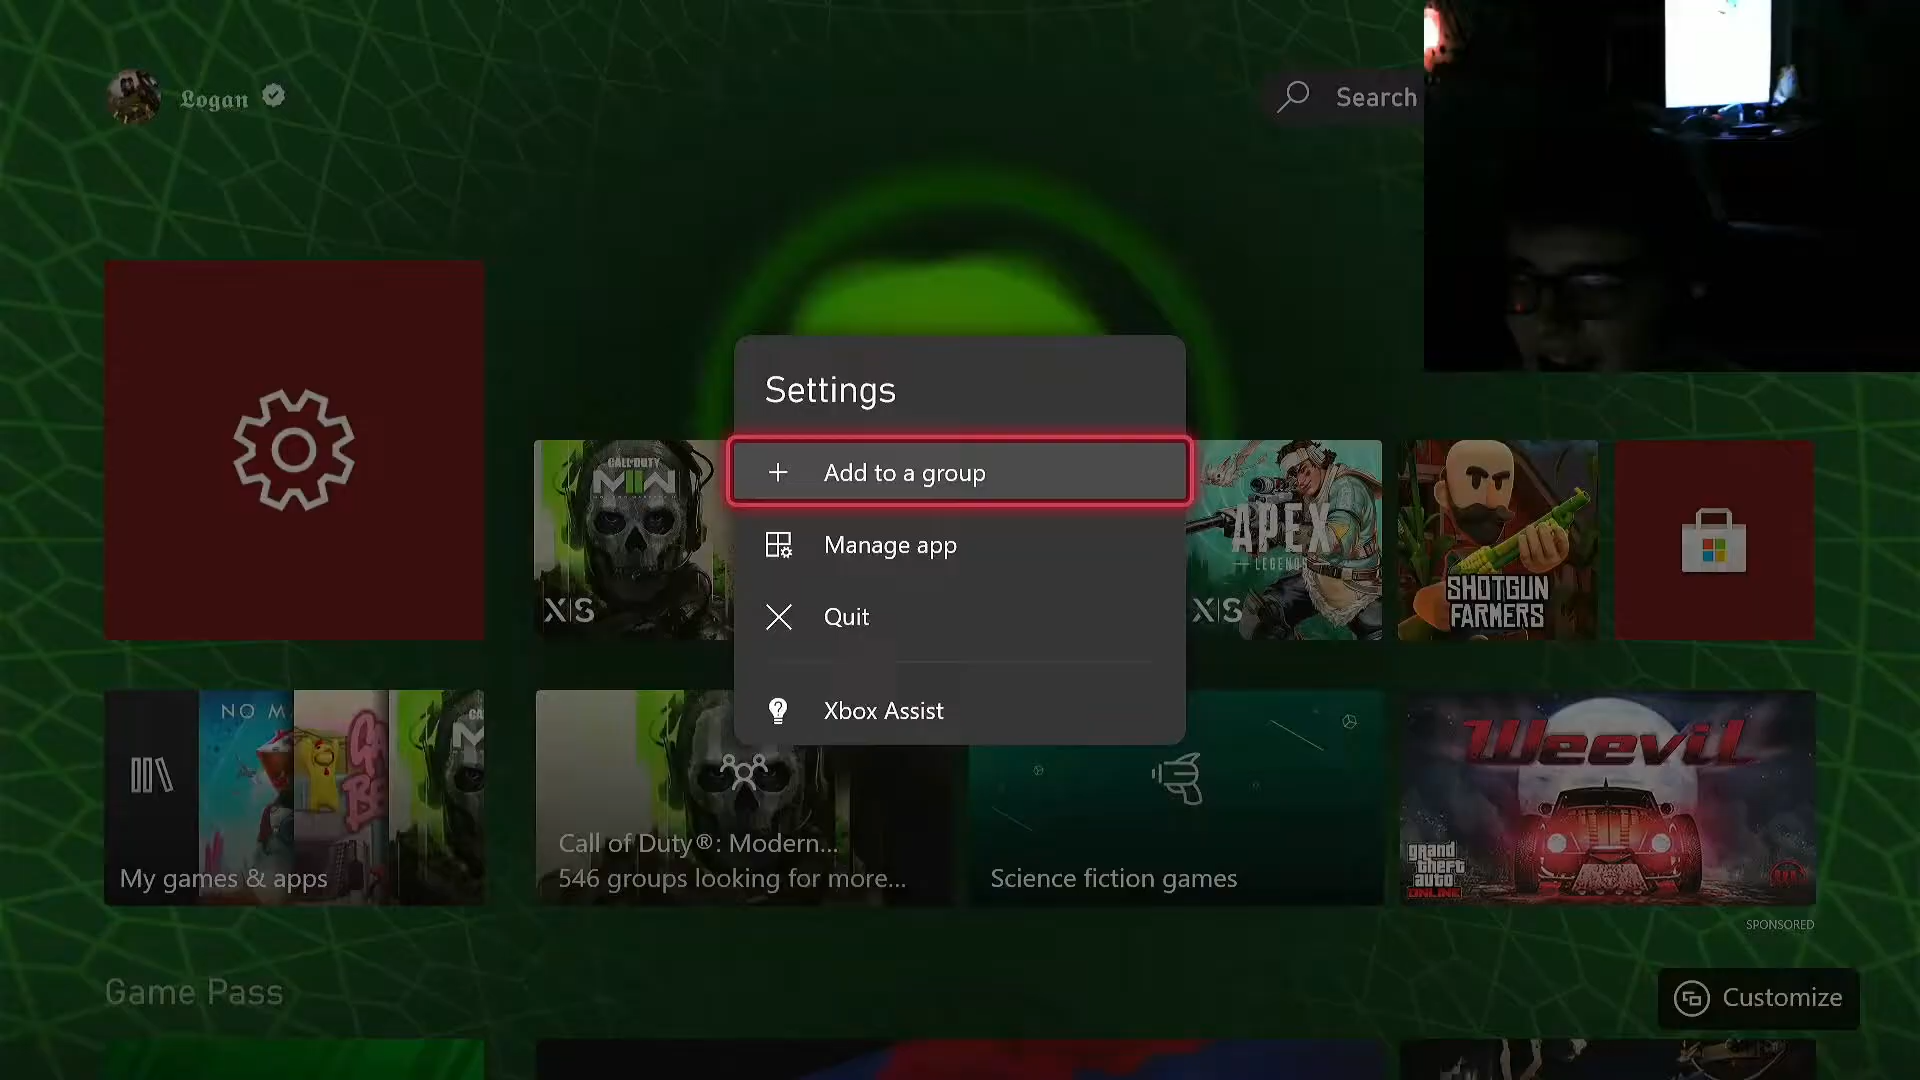 Logan
Search
Settings
Add to a group
Manage app
Quit
Xbox Assist
CALL OF DUTY
MWII
X|S
APEX
LEGENDS
X|S
SHOTGUN
FARMERS
NO M
My games & apps
Call of Duty®: Modern...
546 groups looking for more...
Science fiction games
Weevil
grand
theft
auto
ONLINE
SPONSORED
Game Pass
Customize